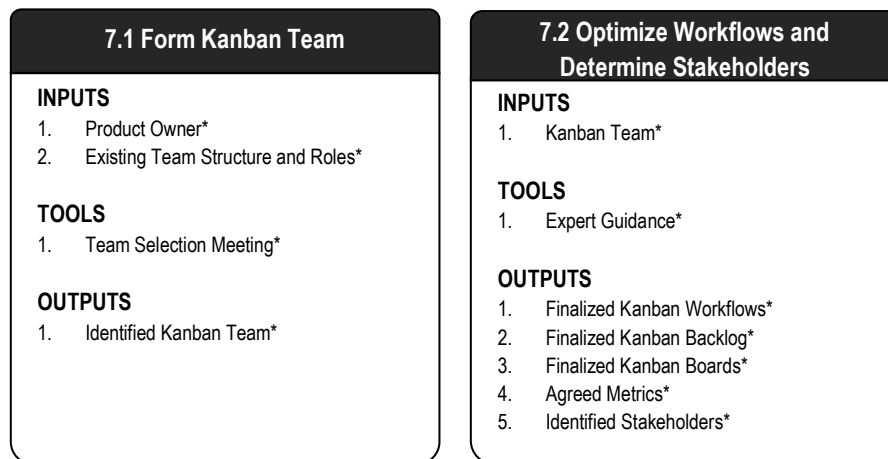 7.1 Form Kanban Team
INPUTS
1. Product Owner*
2. Existing Team Structure and Roles*
TOOLS
1. Team Selection Meeting*
OUTPUTS
1. Identified Kanban Team*
7.2 Optimize Workflows and
Determine Stakeholders
INPUTS
1. Kanban Team*
TOOLS
1. Expert Guidance*
OUTPUTS
1. Finalized Kanban Workflows*
2. Finalized Kanban Backlog*
3. Finalized Kanban Boards*
4. Agreed Metrics*
5. Identified Stakeholders*